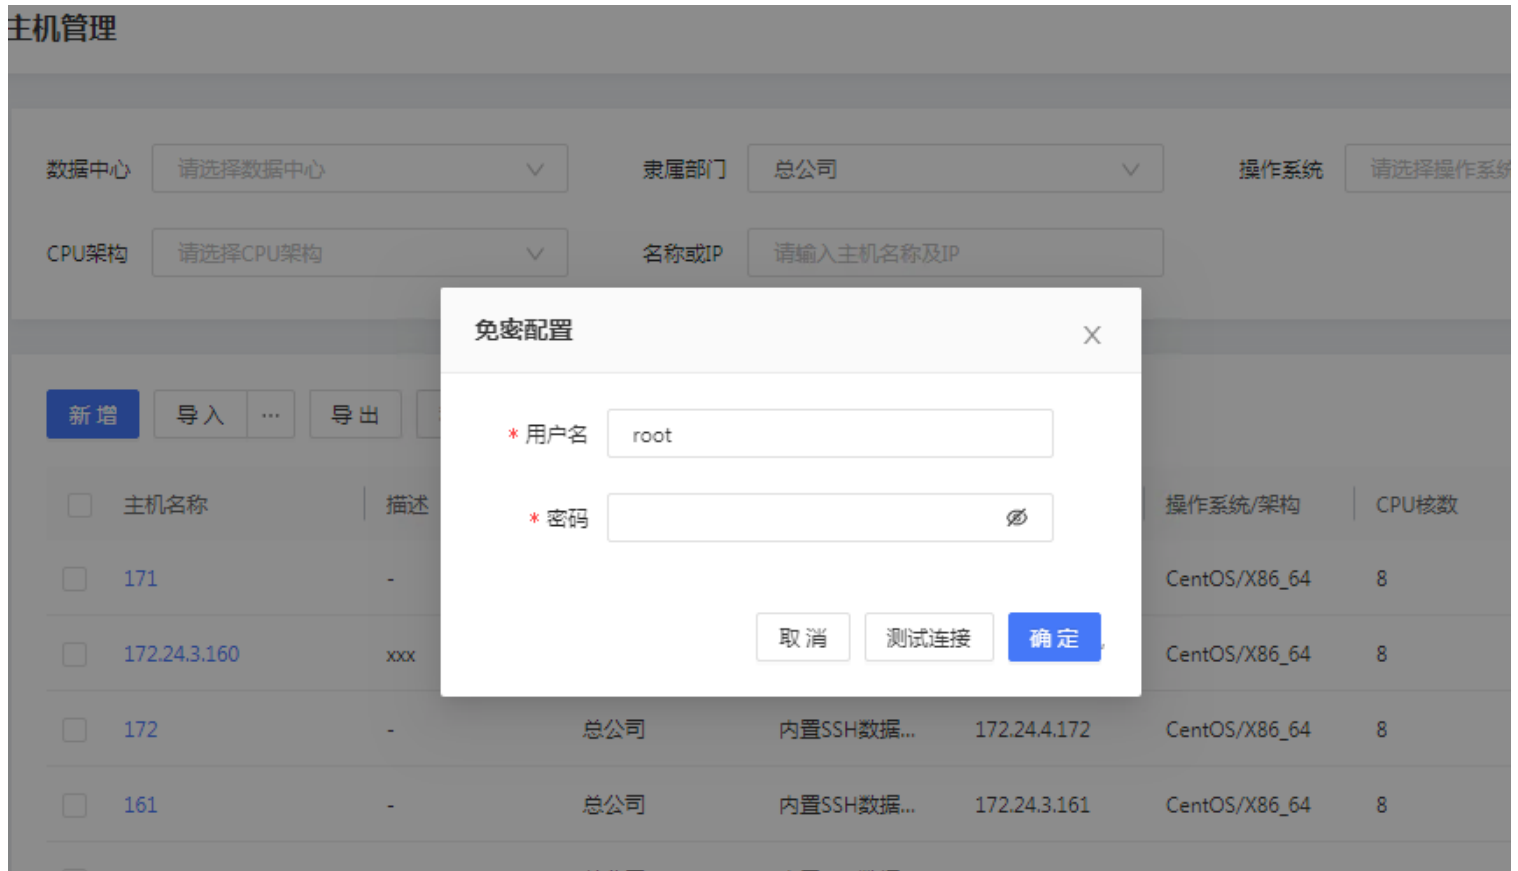 主机管理
数据中心 请选择数据中心 隶属部门 总公司 操作系统 请选择操作系统
CPU架构 请选择CPU架构 名称或IP 请输入主机名称及IP
免密配置
新增 导入 ... 导出
* 用户名 root
主机名称 描述 操作系统/架构 CPU核数
* 密码
171 - CentOS/X86_64 8
取消 测试连接 确定
172.24.3.160 xxx CentOS/X86_64 8
172 - 总公司 内置SSH数据... 172.24.4.172 CentOS/X86_64 8
161 - 总公司 内置SSH数据... 172.24.3.161 CentOS/X86_64 8